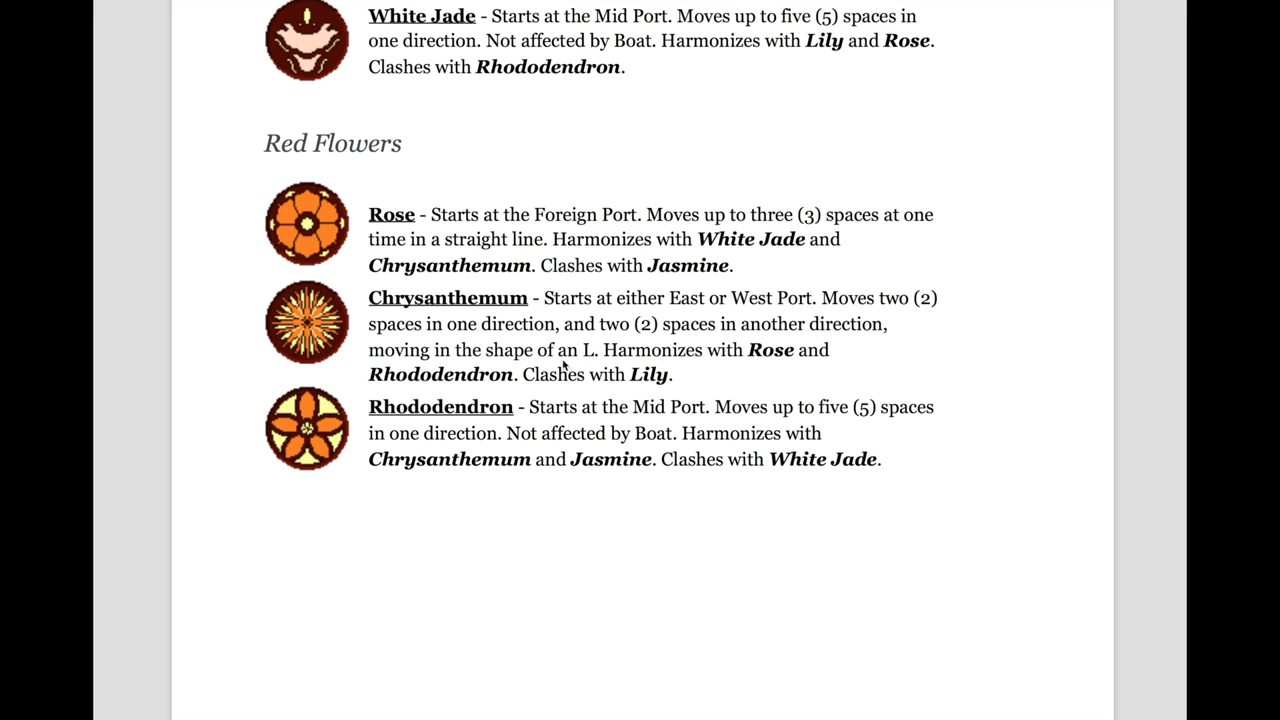 White Jade - Starts at the Mid Port. Moves up to five (5) spaces in
one direction. Not affected by Boat. Harmonizes with Lily and Rose.
Clashes with Rhododendron.
Red Flowers
Rose - Starts at the Foreign Port. Moves up to three (3) spaces at one
time in a straight line. Harmonizes with White Jade and
Chrysanthemum. Clashes with Jasmine.
Chrysanthemum - Starts at either East or West Port. Moves two (2)
spaces in one direction, and two (2) spaces in another direction,
moving in the shape of an L. Harmonizes with Rose and
Rhododendron. Clashes with Lily.
Rhododendron - Starts at the Mid Port. Moves up to five (5) spaces
in one direction. Not affected by Boat. Harmonizes with
Chrysanthemum and Jasmine. Clashes with White Jade.